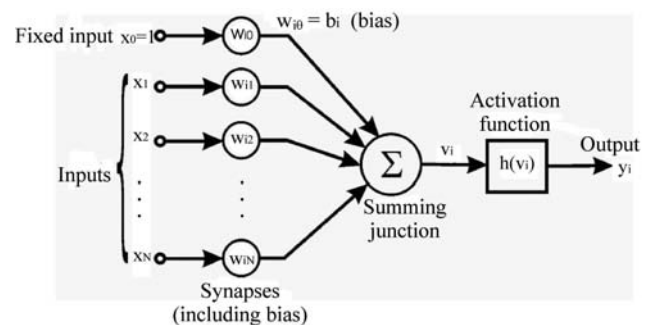 Fixed input x₀=1
wᵢ₀
wᵢθ = bᵢ (bias)
x₁
wᵢ₁
x₂
wᵢ₂
Inputs
xN
wᵢN
Σ
Summing
junction
vᵢ
Activation
function
h(vᵢ)
Output
yᵢ
Synapses
(including bias)